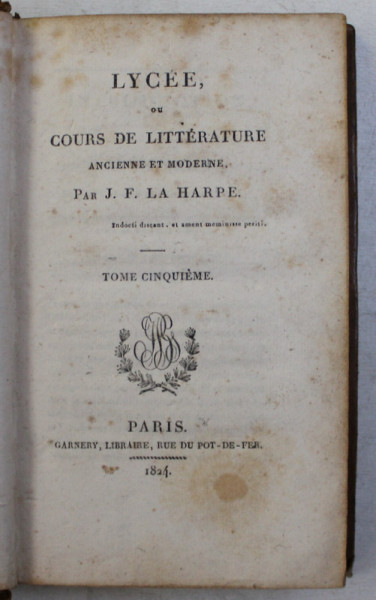 LYCÉE,
OU
COURS DE LITTÉRATURE
ANCIENNE ET MODERNE,
PAR J. F. LA HARPE.
Indocti discant, et ament meminisse periti.
TOME CINQUIÈME.
PARIS.
GARNERY, LIBRAIRE, RUE DU POT-DE-FER.
1824.